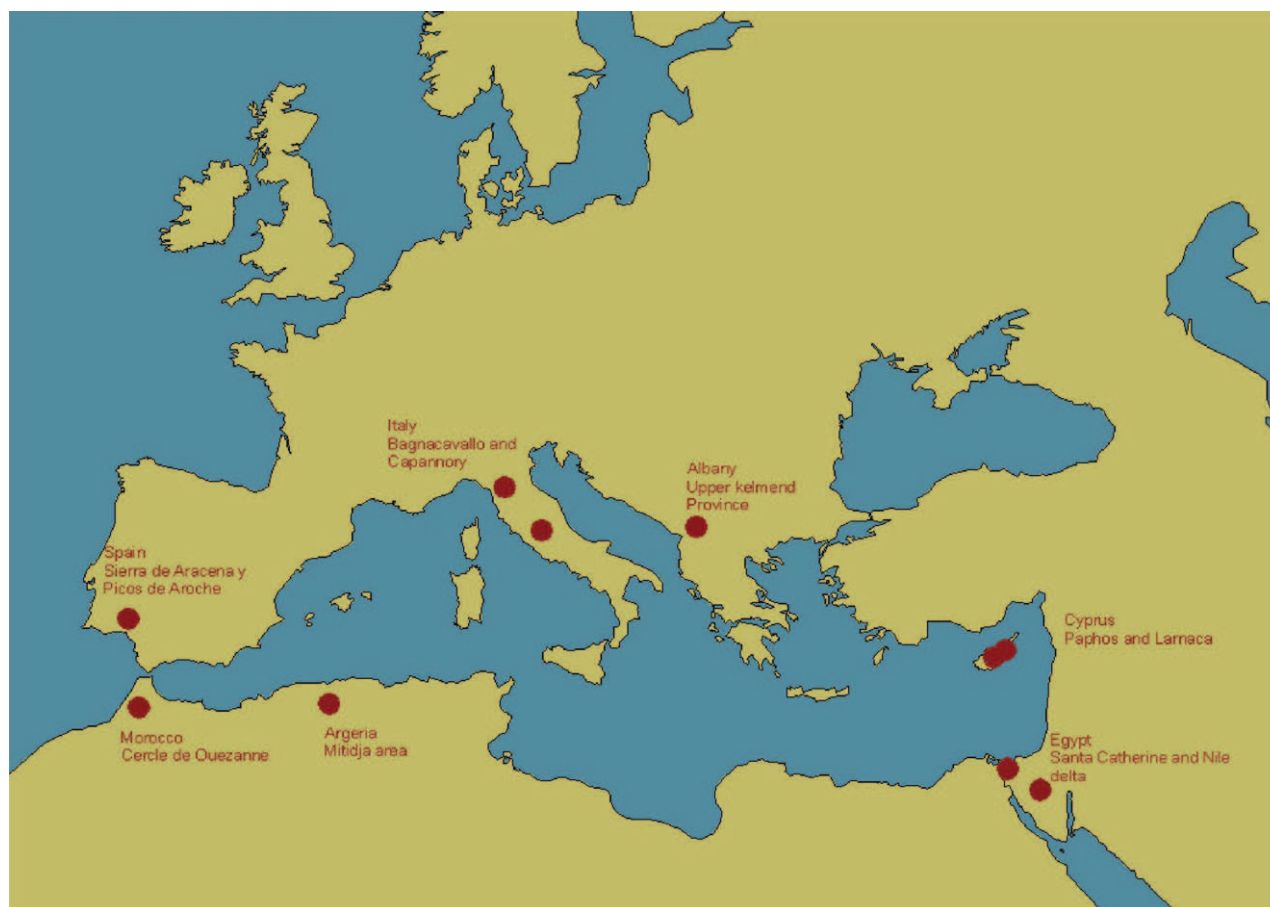 Italy
Bagnacavallo and
Capannory
Albany
Upper kelmend
Province
Spain
Sierra de Aracena y
Picos de Aroche
Cyprus
Paphos and Larnaca
Morocco
Cercle de Ouezanne
Argeria
Mitidja area
Egypt
Santa Catherine and Nile
delta